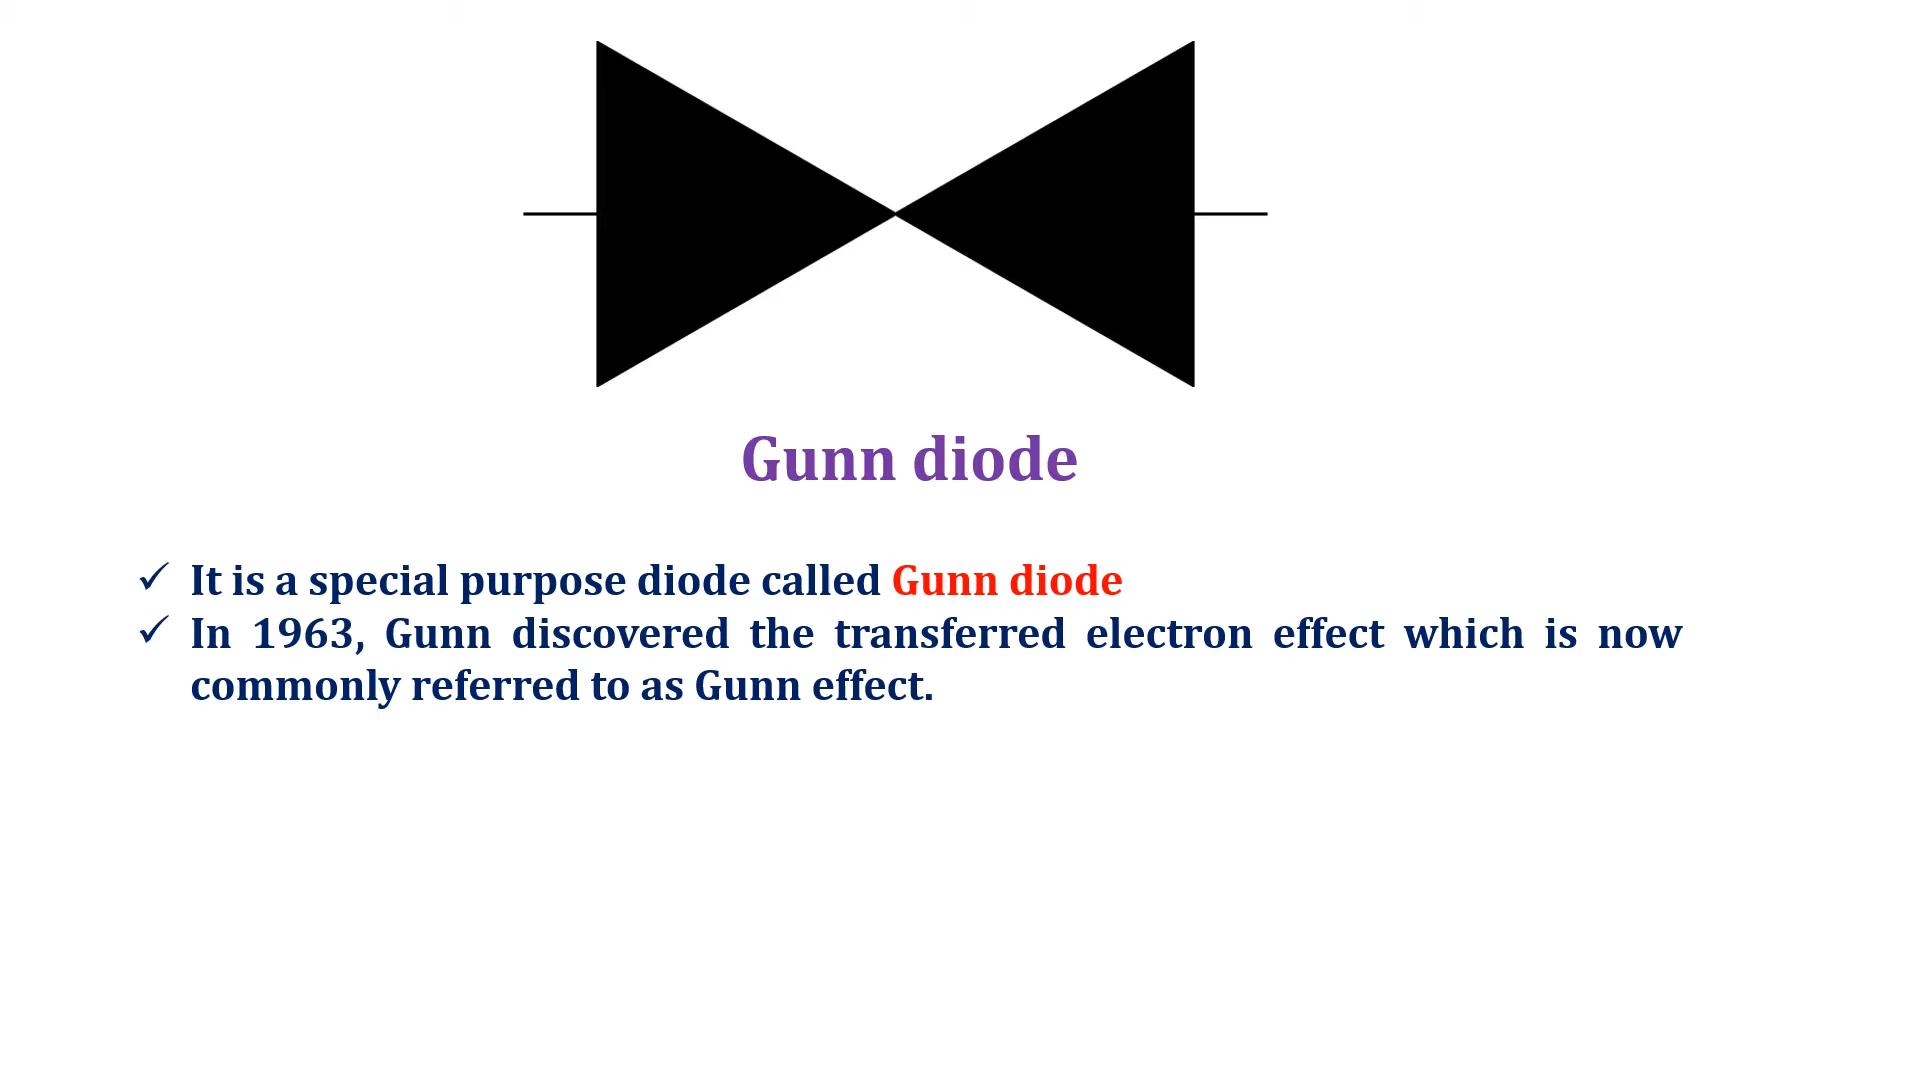 Gunn diode
✓ It is a special purpose diode called Gunn diode
✓ In 1963, Gunn discovered the transferred electron effect which is now
commonly referred to as Gunn effect.